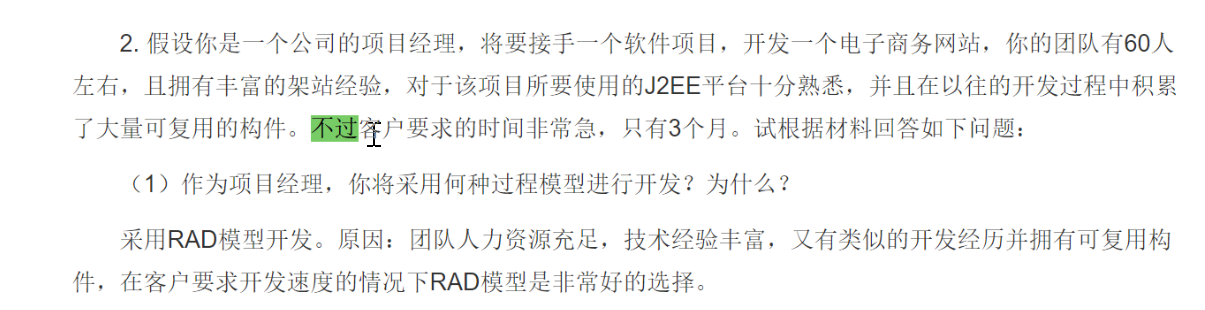 2. 假设你是一个公司的项目经理，将要接手一个软件项目，开发一个电子商务网站，你的团队有60人
左右，且拥有丰富的架站经验，对于该项目所要使用的J2EE平台十分熟悉，并且在以往的开发过程中积累
了大量可复用的构件。不过客户要求的时间非常急，只有3个月。试根据材料回答如下问题：
（1）作为项目经理，你将采用何种过程模型进行开发？为什么？
采用RAD模型开发。原因：团队人力资源充足，技术经验丰富，又有类似的开发经历并拥有可复用构
件，在客户要求开发速度的情况下RAD模型是非常好的选择。